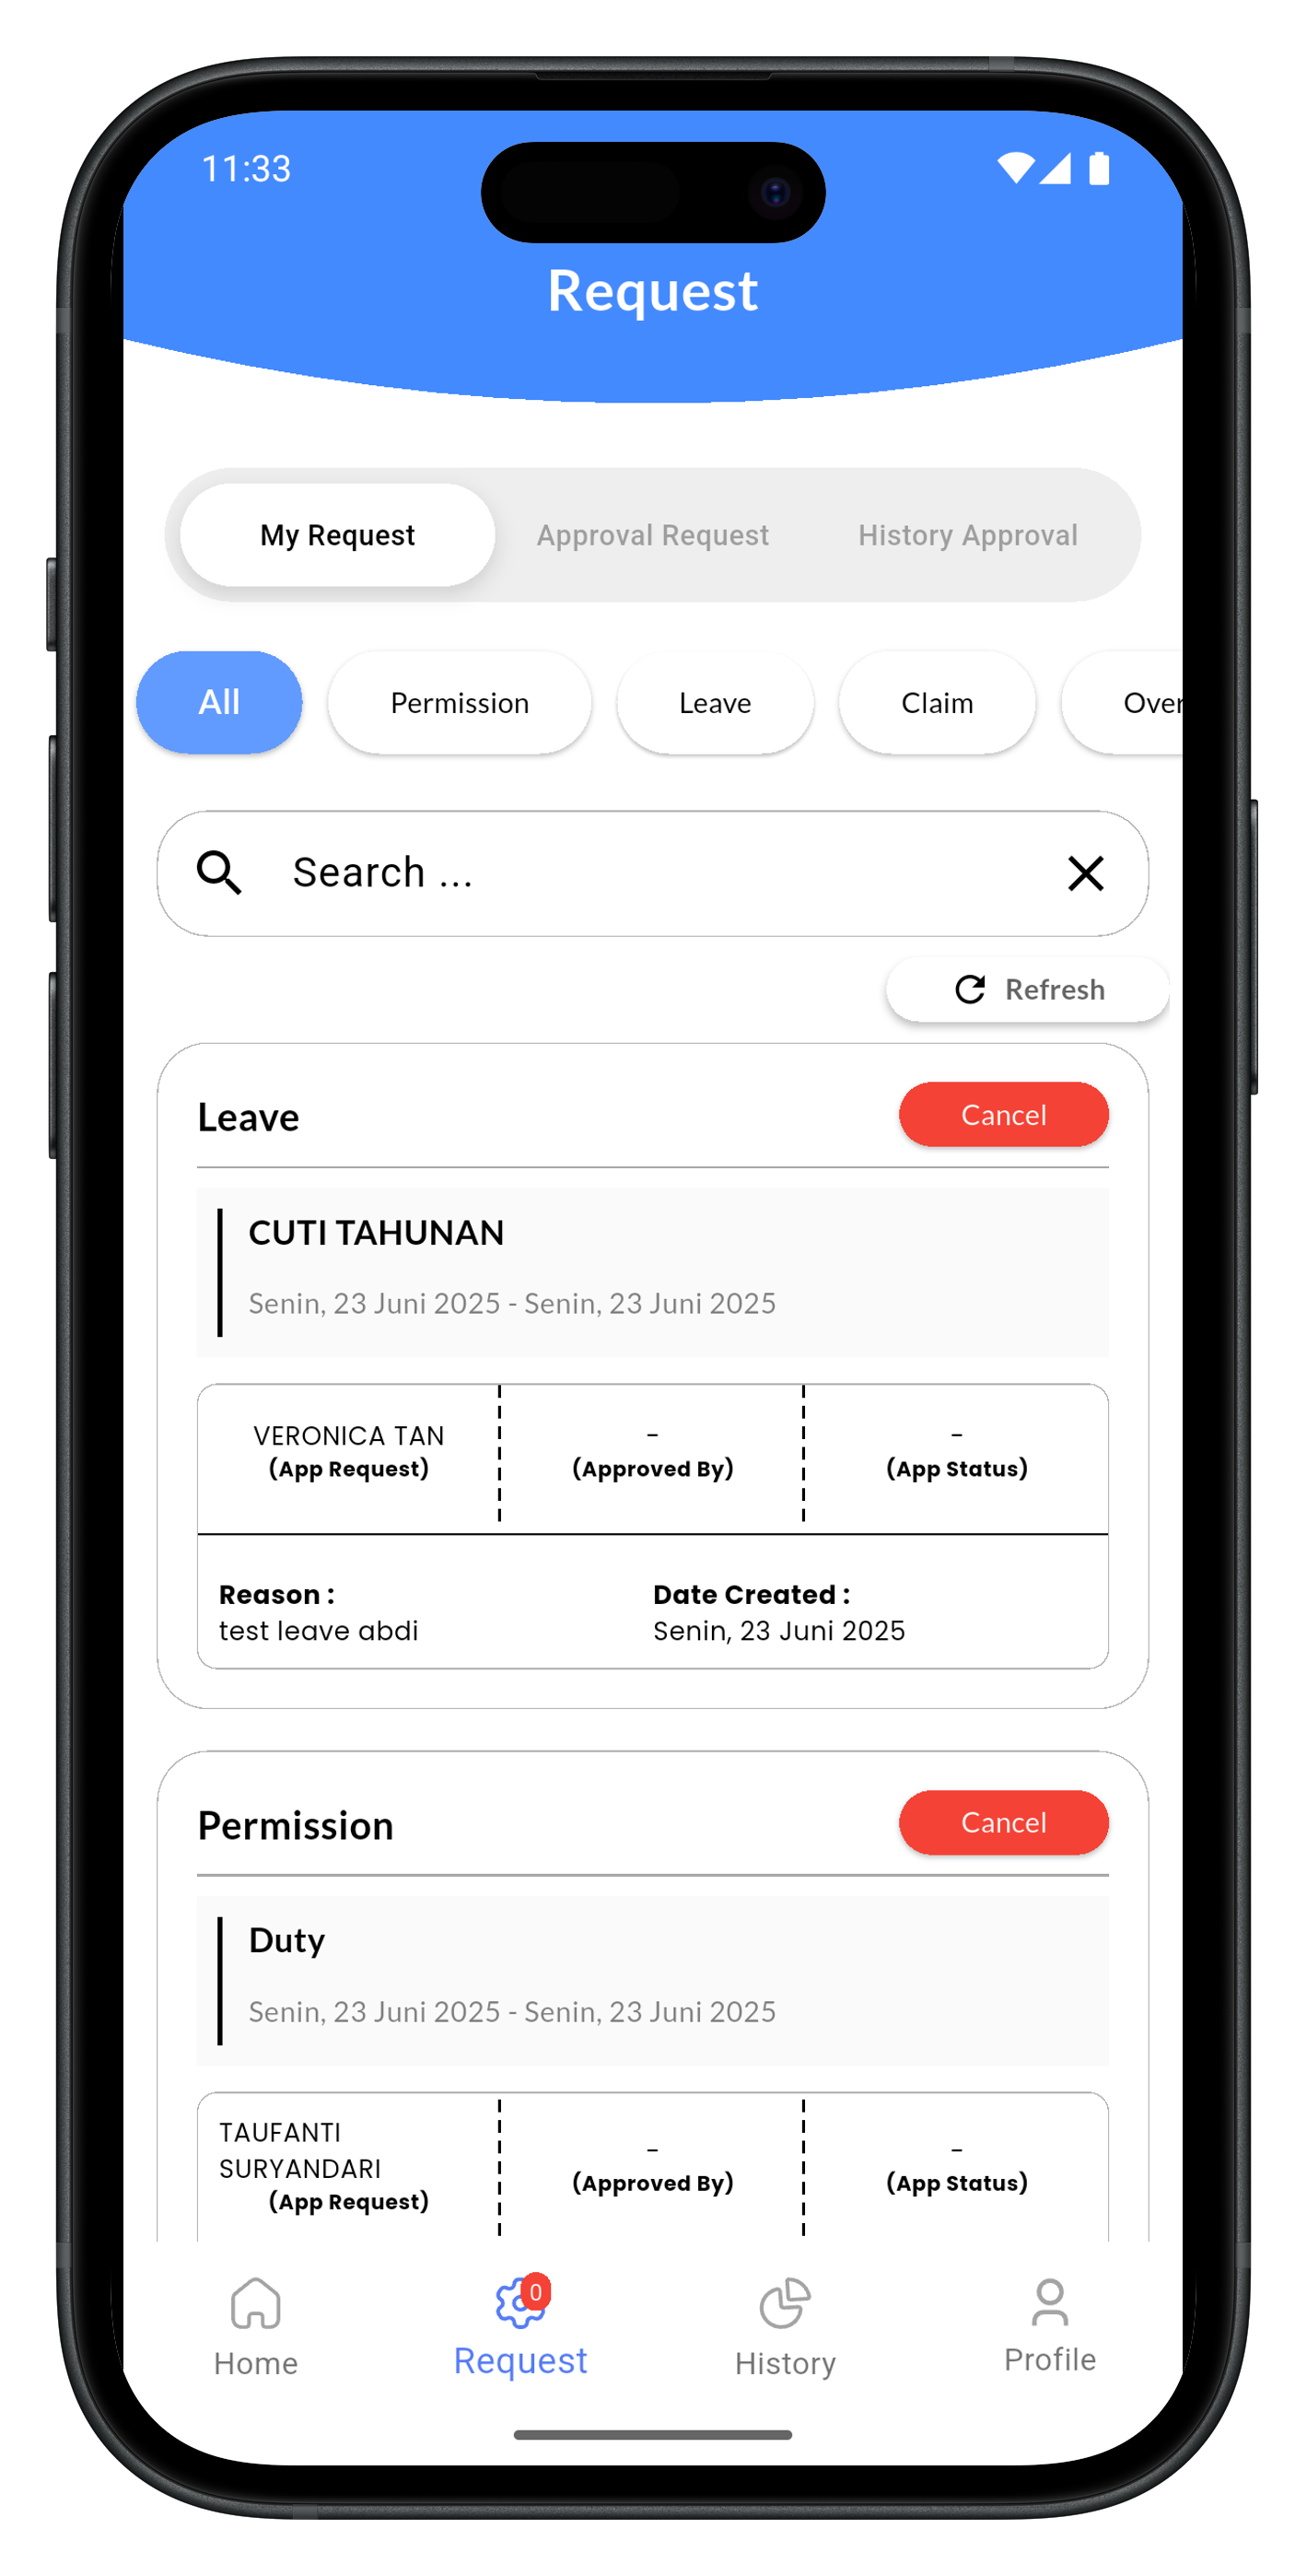 11:33
Request
My Request Approval Request History Approval
All Permission Leave Claim Over
Search ...
Refresh
Leave Cancel
CUTI TAHUNAN
Senin, 23 Juni 2025 - Senin, 23 Juni 2025
VERONICA TAN - -
(App Request) (Approved By) (App Status)
Reason : Date Created :
test leave abdi Senin, 23 Juni 2025
Permission Cancel
Duty
Senin, 23 Juni 2025 - Senin, 23 Juni 2025
TAUFANTI
SURYANDARI - -
(App Request) (Approved By) (App Status)
0
Home Request History Profile